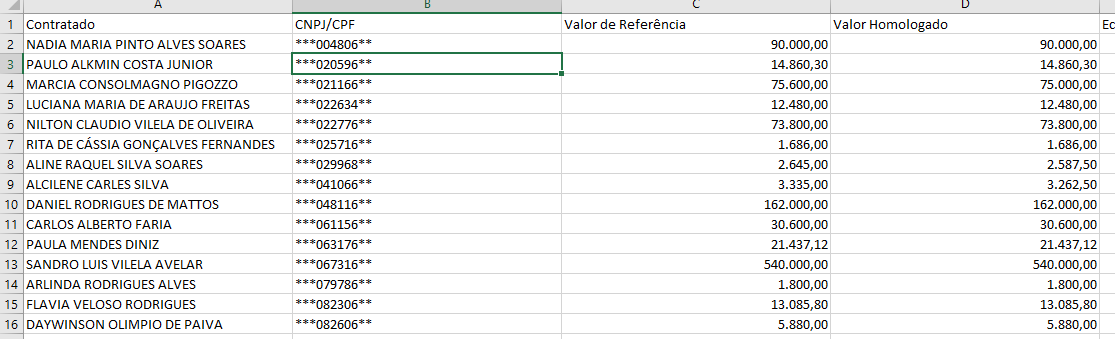 A B C D
1 Contratado CNPJ/CPF Valor de Referência Valor Homologado Ec
2 NADIA MARIA PINTO ALVES SOARES ***004806** 90.000,00 90.000,00
3 PAULO ALKMIN COSTA JUNIOR ***020596** 14.860,30 14.860,30
4 MARCIA CONSOLMAGNO PIGOZZO ***021166** 75.600,00 75.000,00
5 LUCIANA MARIA DE ARAUJO FREITAS ***022634** 12.480,00 12.480,00
6 NILTON CLAUDIO VILELA DE OLIVEIRA ***022776** 73.800,00 73.800,00
7 RITA DE CÁSSIA GONÇALVES FERNANDES ***025716** 1.686,00 1.686,00
8 ALINE RAQUEL SILVA SOARES ***029968** 2.645,00 2.587,50
9 ALCILENE CARLES SILVA ***041066** 3.335,00 3.262,50
10 DANIEL RODRIGUES DE MATTOS ***048116** 162.000,00 162.000,00
11 CARLOS ALBERTO FARIA ***061156** 30.600,00 30.600,00
12 PAULA MENDES DINIZ ***063176** 21.437,12 21.437,12
13 SANDRO LUIS VILELA AVELAR ***067316** 540.000,00 540.000,00
14 ARLINDA RODRIGUES ALVES ***079786** 1.800,00 1.800,00
15 FLAVIA VELOSO RODRIGUES ***082306** 13.085,80 13.085,80
16 DAYWINSON OLIMPIO DE PAIVA ***082606** 5.880,00 5.880,00